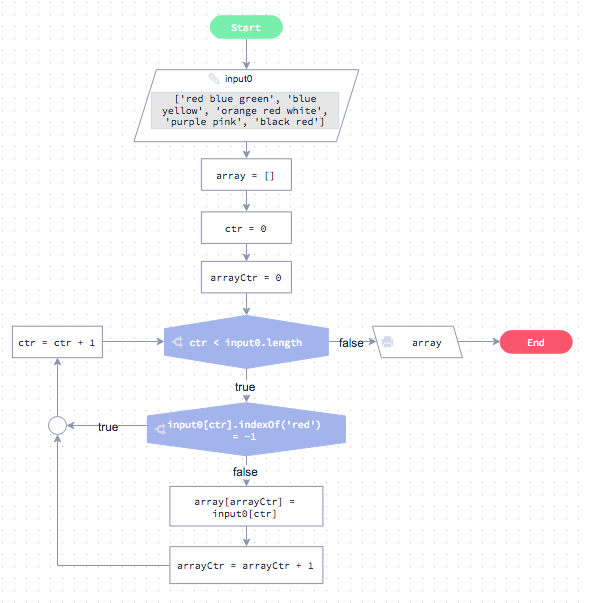 Start
input0
['red blue green', 'blue
yellow', 'orange red white',
'purple pink', 'black red']
array = []
ctr = 0
arrayCtr = 0
ctr = ctr + 1
ctr < input0.length
false
array
End
true
input0[ctr].indexOf('red')
= -1
true
false
array[arrayCtr] =
input0[ctr]
arrayCtr = arrayCtr + 1